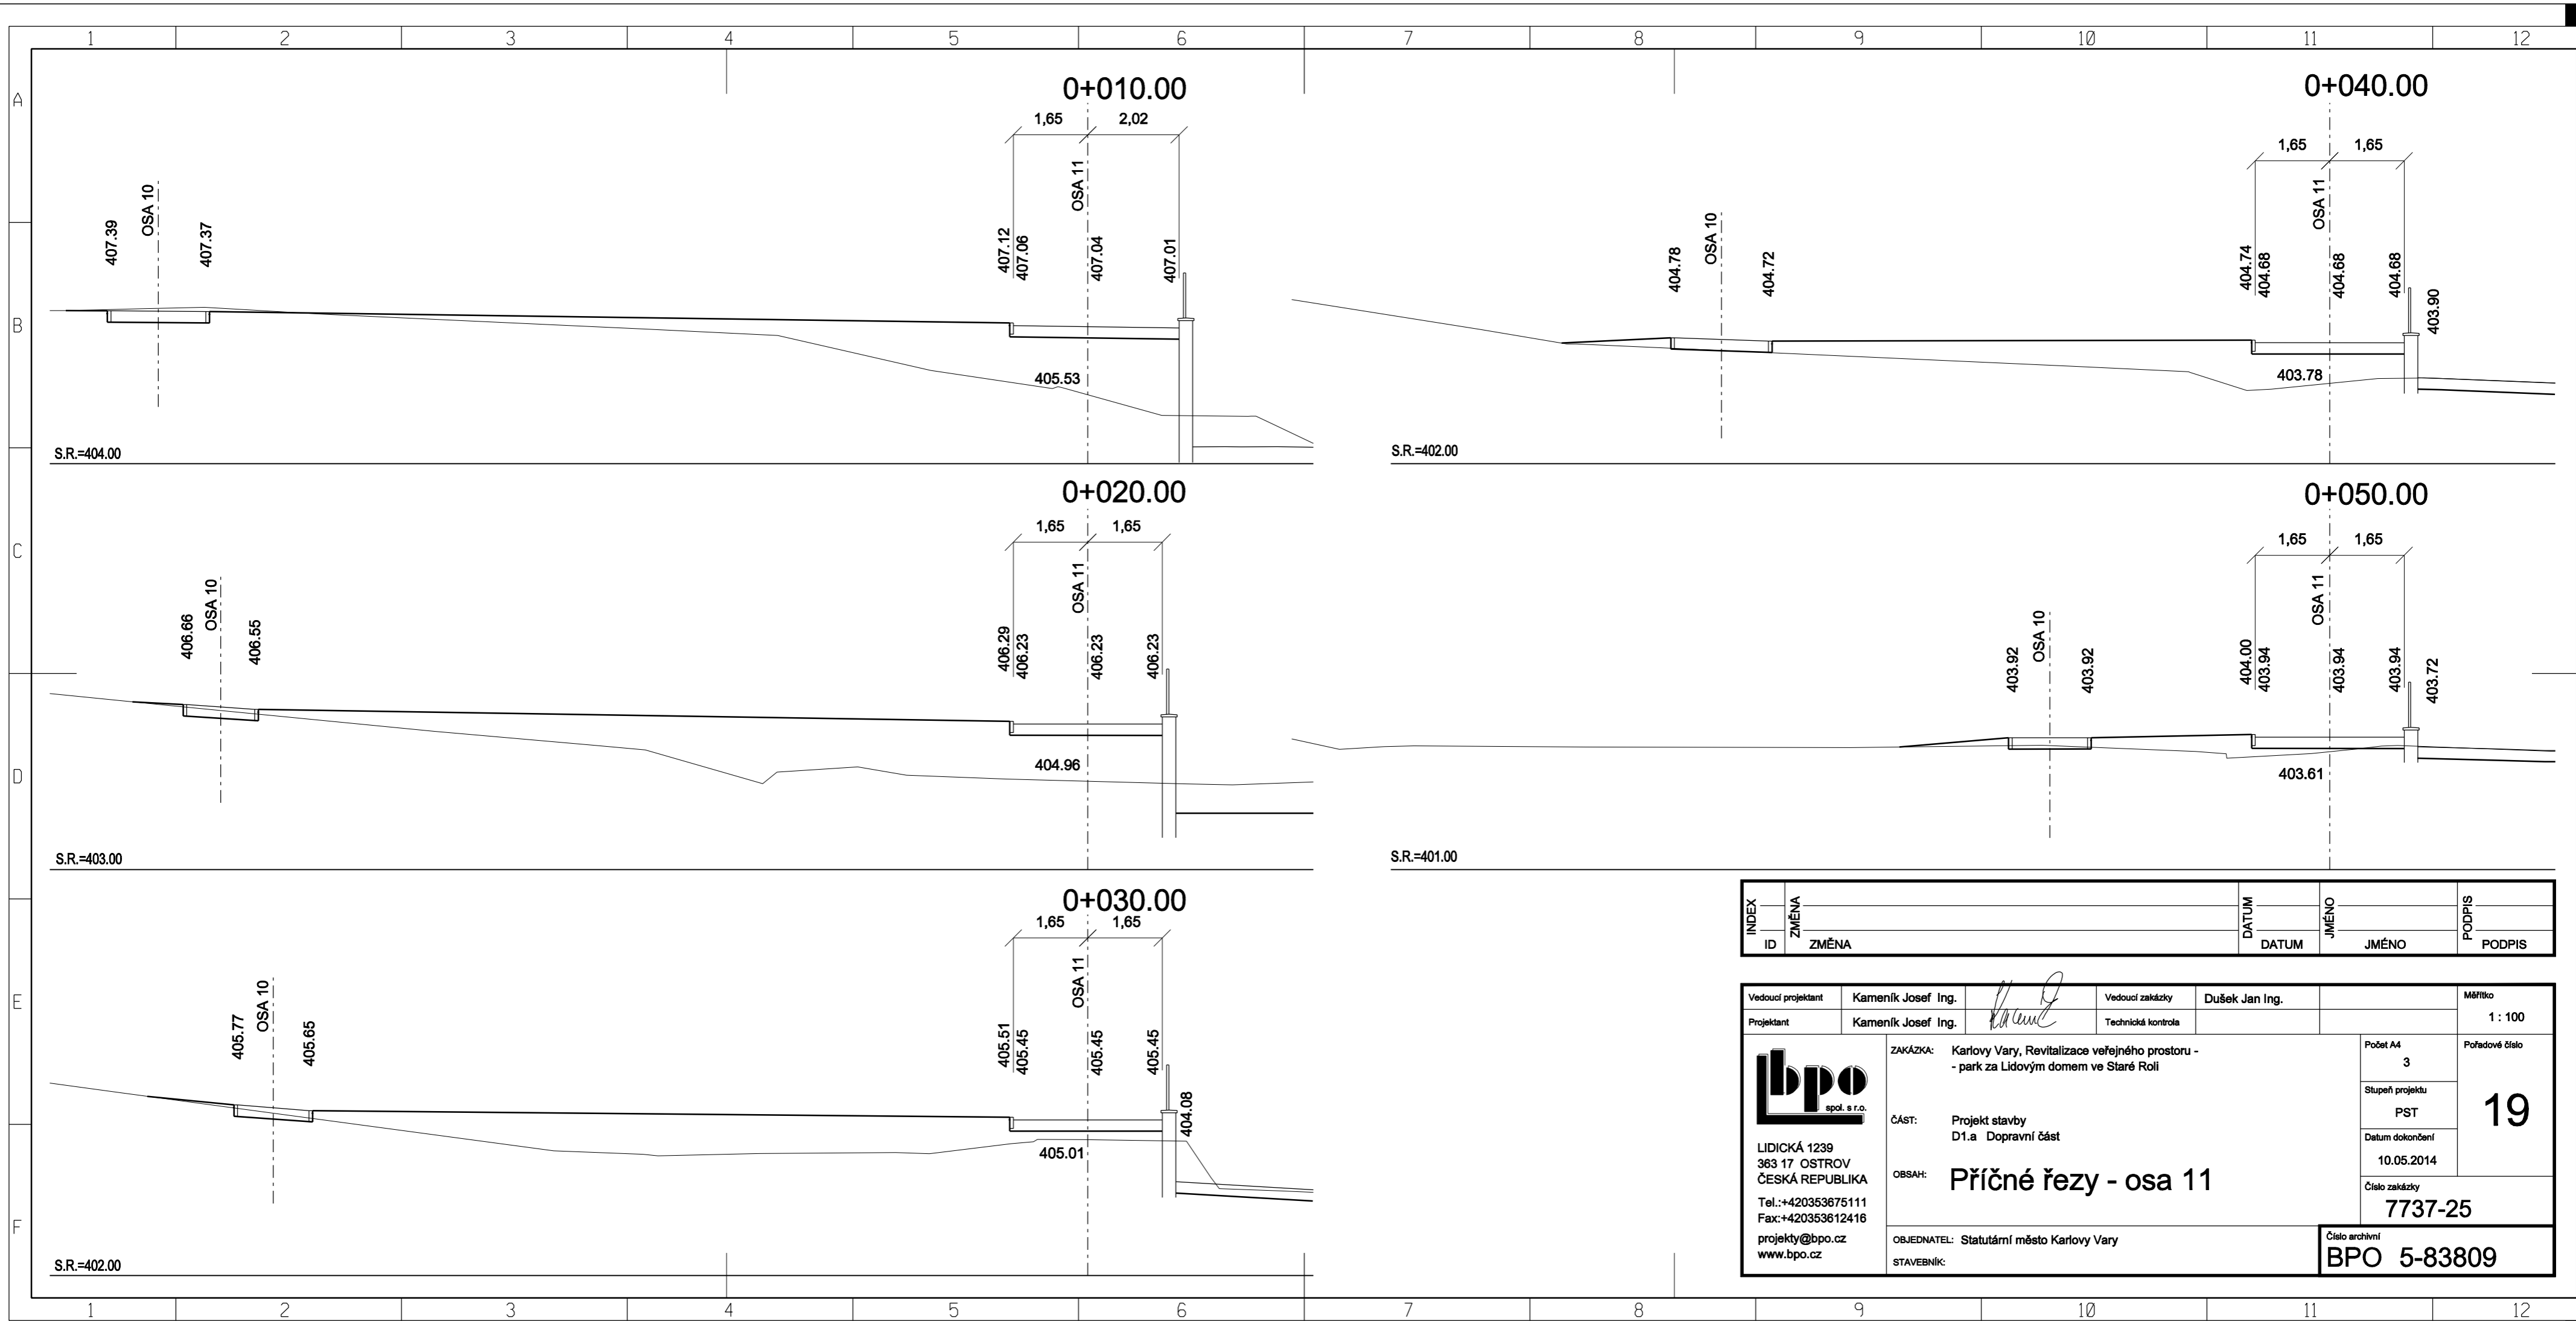 1 2 3 4 5 6 7 8 9 10 11 12
A
B
C
D
E
F
0+010.00
1,65 2,02
407.39
OSA 10
407.37
407.12
407.06
OSA 11
407.04
407.01
405.53
S.R.=404.00
0+020.00
1,65 1,65
406.66
OSA 10
406.55
406.29
406.23
OSA 11
406.23
406.23
404.96
S.R.=403.00
0+030.00
1,65 1,65
405.77
OSA 10
405.65
405.51
405.45
OSA 11
405.45
405.45
404.08
405.01
S.R.=402.00
0+040.00
1,65 1,65
404.78
OSA 10
404.72
404.74
404.68
OSA 11
404.68
404.68
403.90
403.78
S.R.=402.00
0+050.00
1,65 1,65
403.92
OSA 10
403.92
404.00
403.94
OSA 11
403.94
403.94
403.72
403.61
S.R.=401.00
INDEX ZMĚNA DATUM JMÉNO PODPIS
ID ZMĚNA DATUM JMÉNO PODPIS
Vedoucí projektant Kameník Josef Ing. Vedoucí zakázky Dušek Jan Ing. Měřítko
1 : 100
Projektant Kameník Josef Ing. Technická kontrola
bpo
spol. s r.o.
LIDICKÁ 1239
363 17 OSTROV
ČESKÁ REPUBLIKA
Tel.:+420353675111
Fax:+420353612416
projekty@bpo.cz
www.bpo.cz
ZAKÁZKA: Karlovy Vary, Revitalizace veřejného prostoru -
- park za Lidovým domem ve Staré Roli
ČÁST: Projekt stavby
D1.a Dopravní část
OBSAH: Příčné řezy - osa 11
OBJEDNATEL: Statutární město Karlovy Vary
STAVEBNÍK:
Počet A4
3
Stupeň projektu
PST
Datum dokončení
10.05.2014
Pořadové číslo
19
Číslo zakázky
7737-25
Číslo archivní
BPO 5-83809
1 2 3 4 5 6 7 8 9 10 11 12